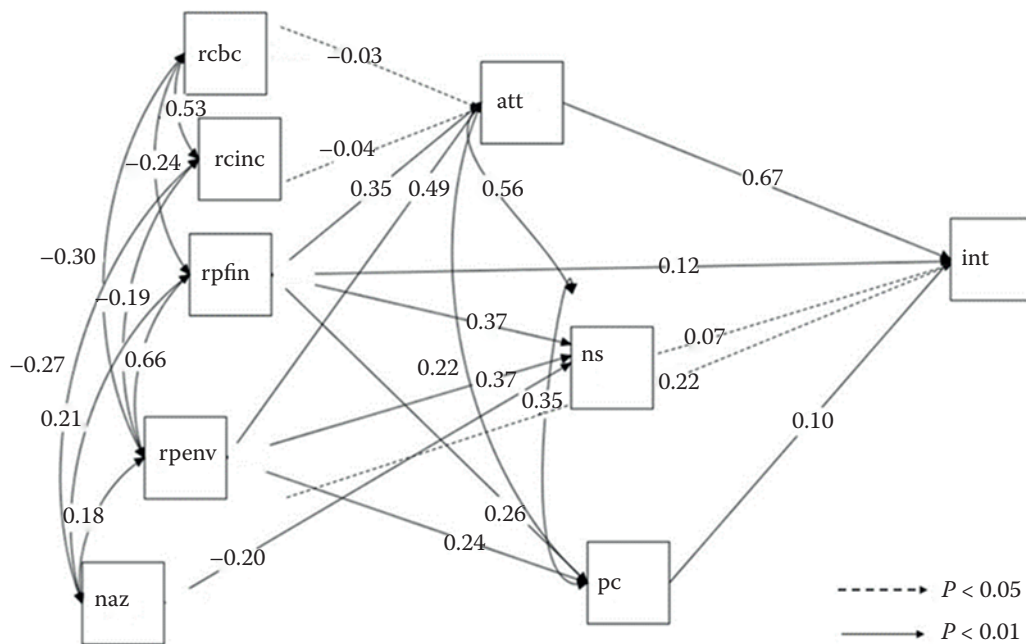 rcbc
−0.03
att
0.53
rcinc
−0.04
−0.24
0.35
0.49
0.56
0.67
−0.30
rpfin
0.12
int
−0.19
0.37
0.07
ns
−0.27
0.66
0.22
0.37
0.22
0.35
0.21
0.10
rpenv
0.18
0.26
0.24
−0.20
naz
pc
P < 0.05
P < 0.01